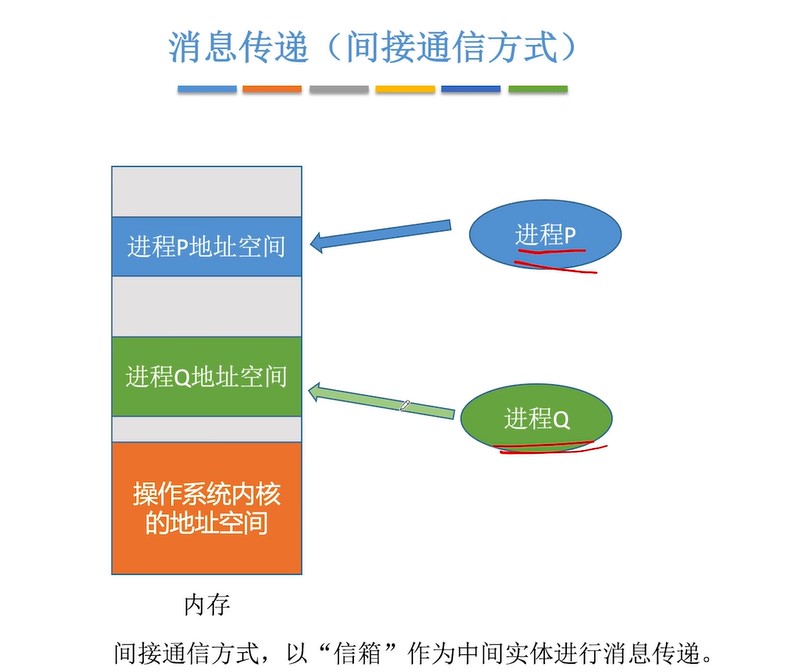 消息传递（间接通信方式）
进程P地址空间
进程P
进程Q地址空间
进程Q
操作系统内核
的地址空间
内存
间接通信方式，以“信箱”作为中间实体进行消息传递。